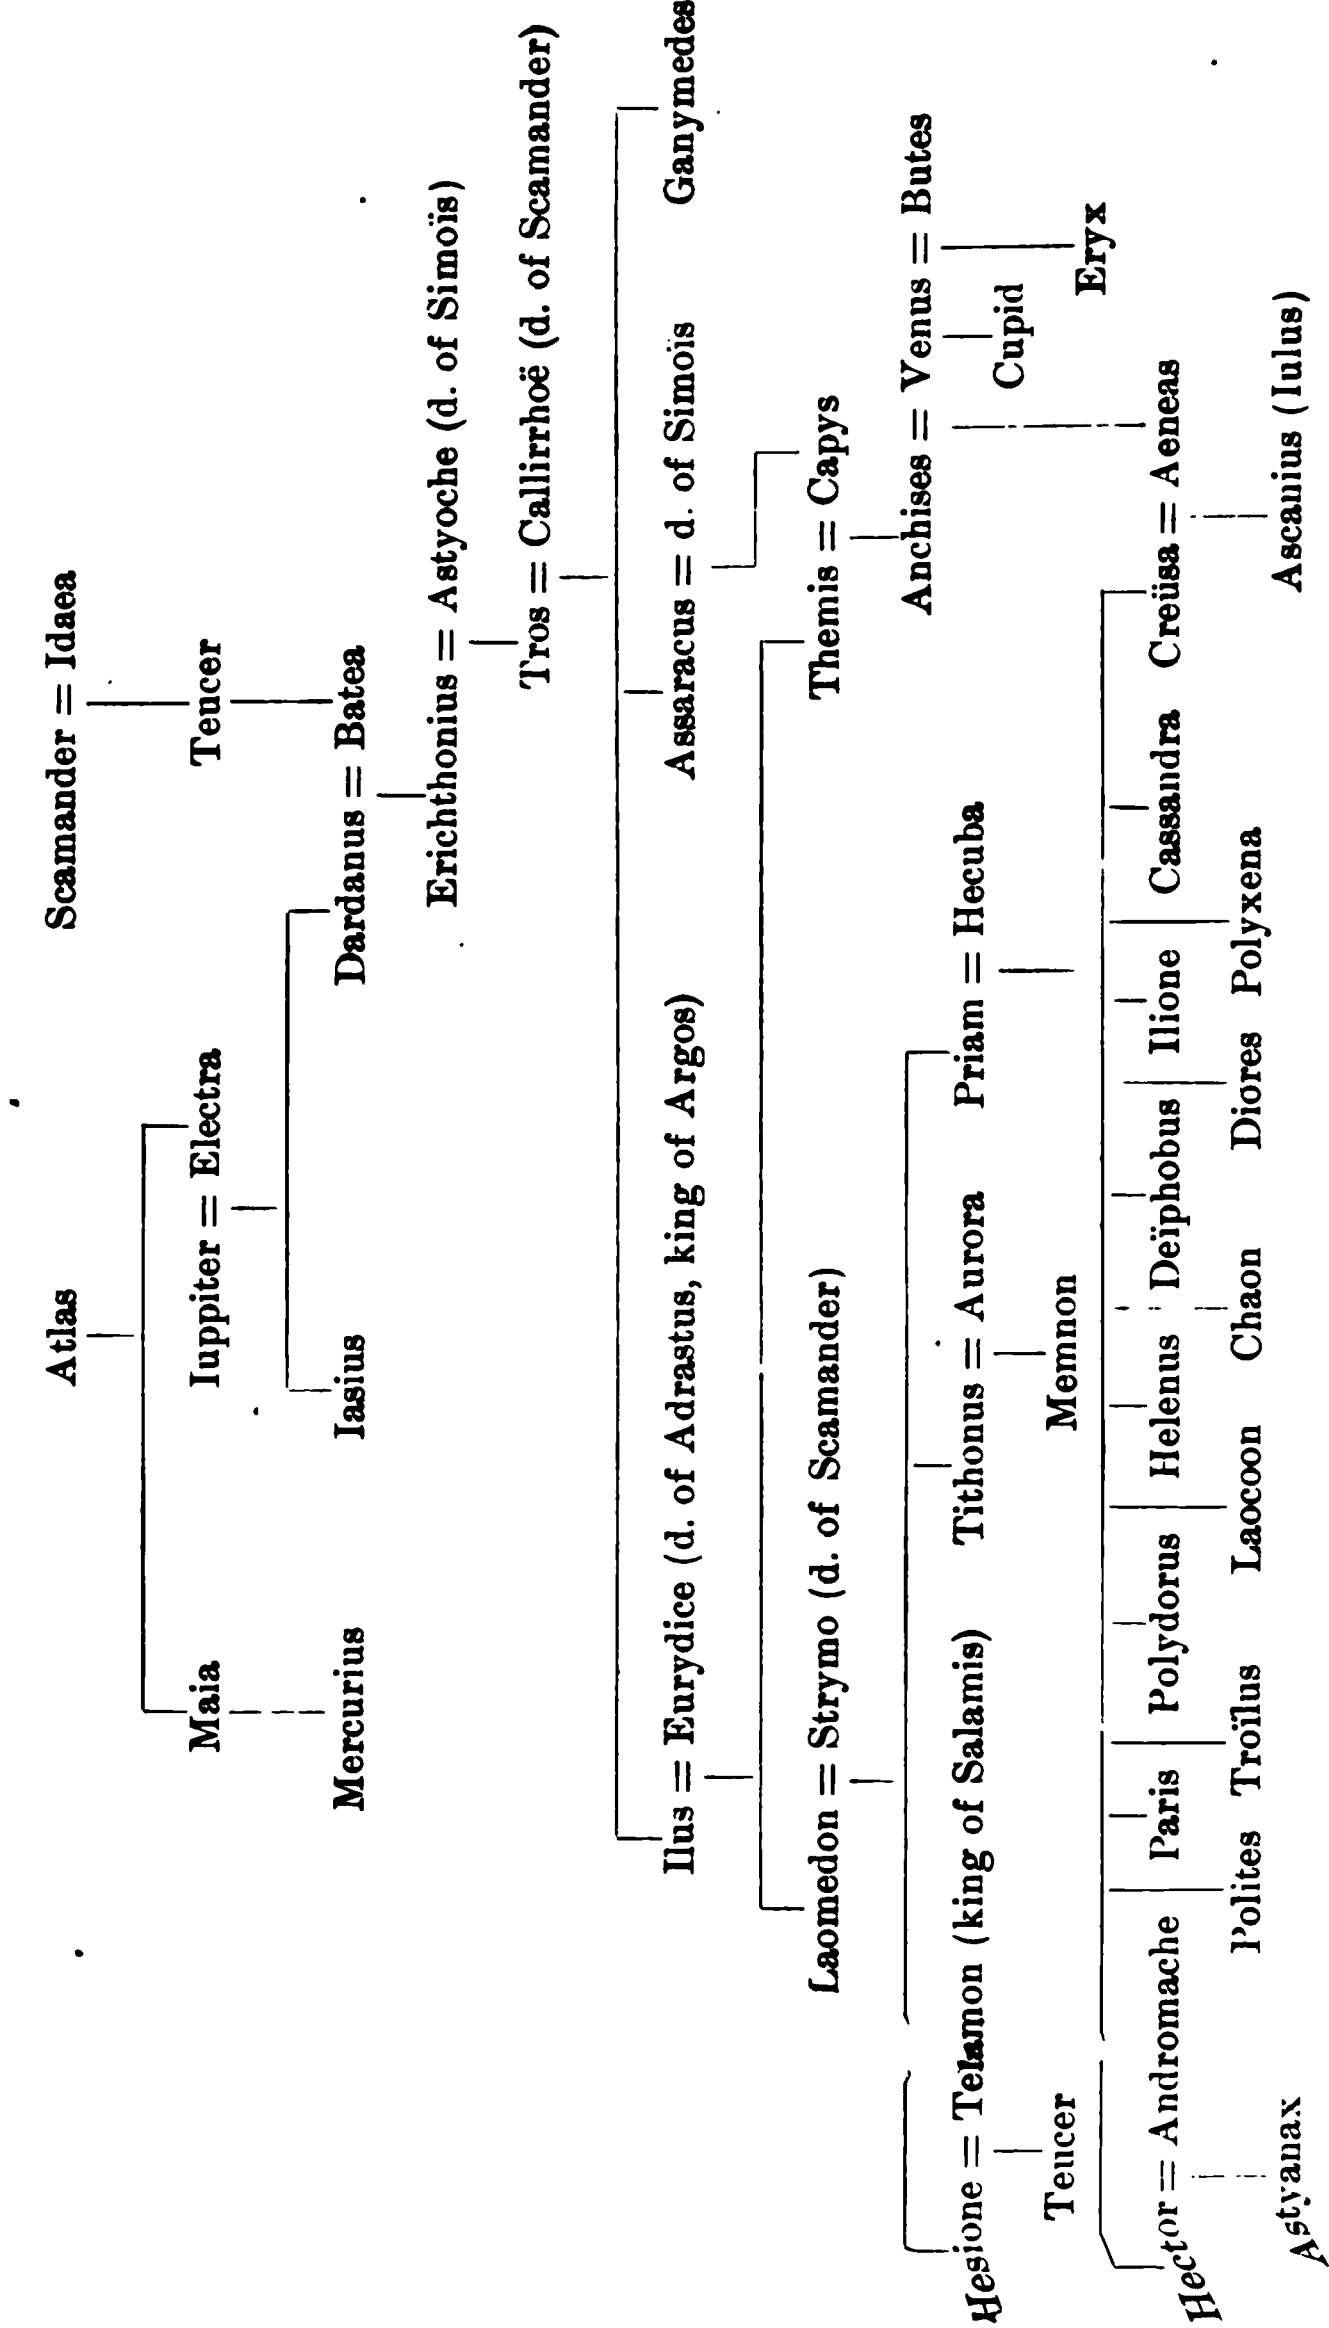 Atlas Scamander = Idaea
Maia Iuppiter = Electra Teucer
Mercurius Iasius Dardanus = Batea
Erichthonius = Astyoche (d. of Simoïs)
Tros = Callirrhoë (d. of Scamander)
Ilus = Eurydice (d. of Adrastus, king of Argos) Assaracus = d. of Simoïs Ganymedes
Laomedon = Strymo (d. of Scamander) Themis = Capys
Hesione = Telamon (king of Salamis) Tithonus = Aurora Priam = Hecuba Anchises = Venus = Butes
Teucer Memnon Cupid
Eryx
Hector = Andromache Paris Polydorus Helenus Deïphobus Ilione Cassandra Creüsa = Aeneas
Polites Troïlus Laocoon Chaon Diores Polyxena
Astyanax Ascanius (Iulus)